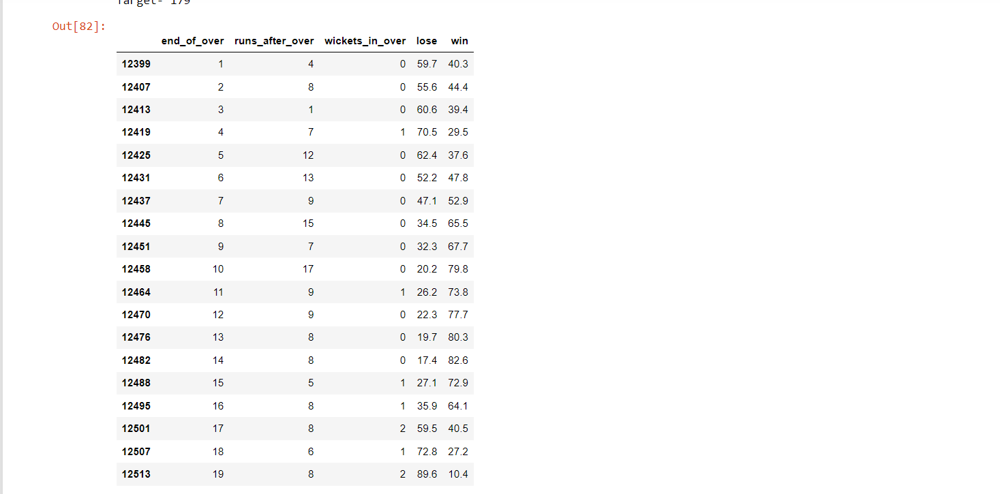 Target- 179
Out[82]:
end_of_over runs_after_over wickets_in_over lose win
12399 1 4 0 59.7 40.3
12407 2 8 0 55.6 44.4
12413 3 1 0 60.6 39.4
12419 4 7 1 70.5 29.5
12425 5 12 0 62.4 37.6
12431 6 13 0 52.2 47.8
12437 7 9 0 47.1 52.9
12445 8 15 0 34.5 65.5
12451 9 7 0 32.3 67.7
12458 10 17 0 20.2 79.8
12464 11 9 1 26.2 73.8
12470 12 9 0 22.3 77.7
12476 13 8 0 19.7 80.3
12482 14 8 0 17.4 82.6
12488 15 5 1 27.1 72.9
12495 16 8 1 35.9 64.1
12501 17 8 2 59.5 40.5
12507 18 6 1 72.8 27.2
12513 19 8 2 89.6 10.4